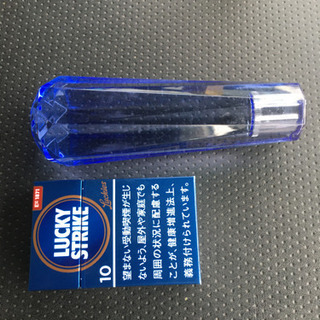 EST. 1871
LUCKY
STRIKE
10
望まない受動喫煙が生じ
ないよう、屋外や家庭でも
周囲の状況に配慮する
ことが、健康増進法上、
義務付けられています。